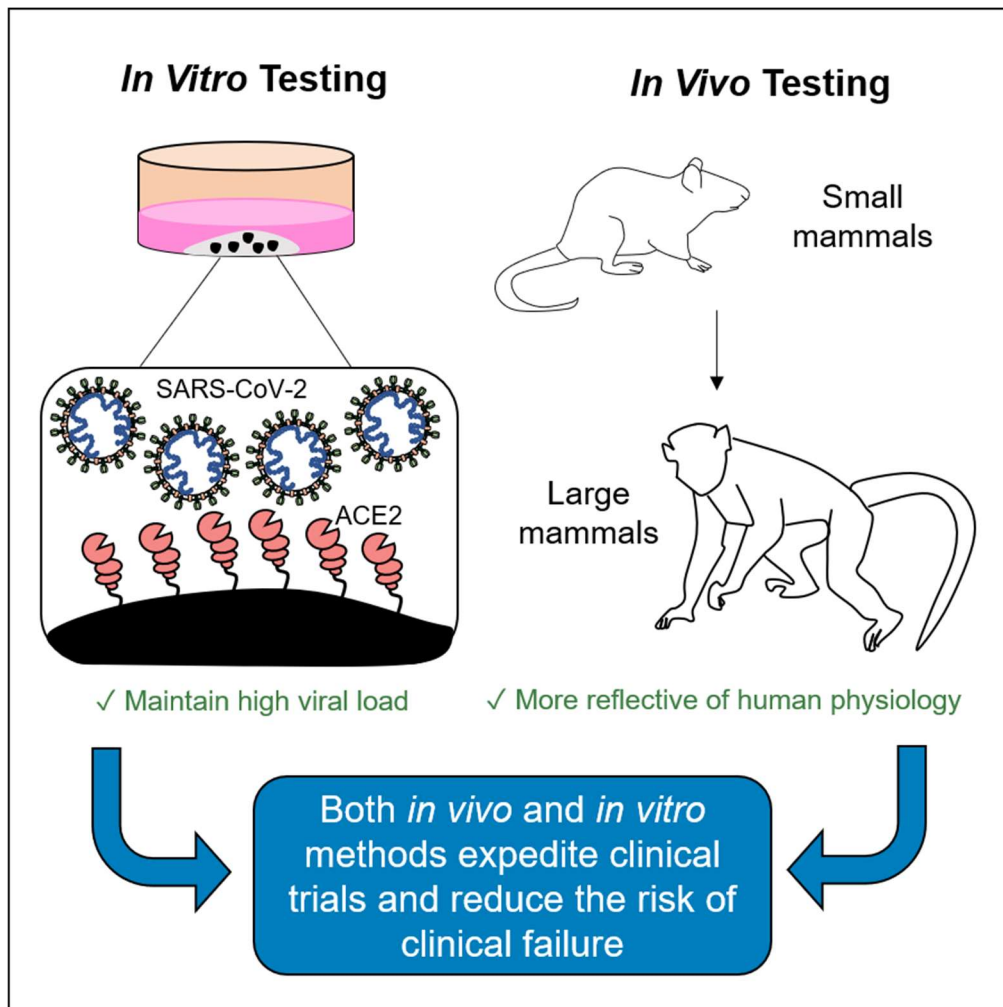 In Vitro Testing
In Vivo Testing
Small
mammals
SARS-CoV-2
ACE2
Large
mammals
✓ Maintain high viral load
✓ More reflective of human physiology
Both in vivo and in vitro
methods expedite clinical
trials and reduce the risk of
clinical failure